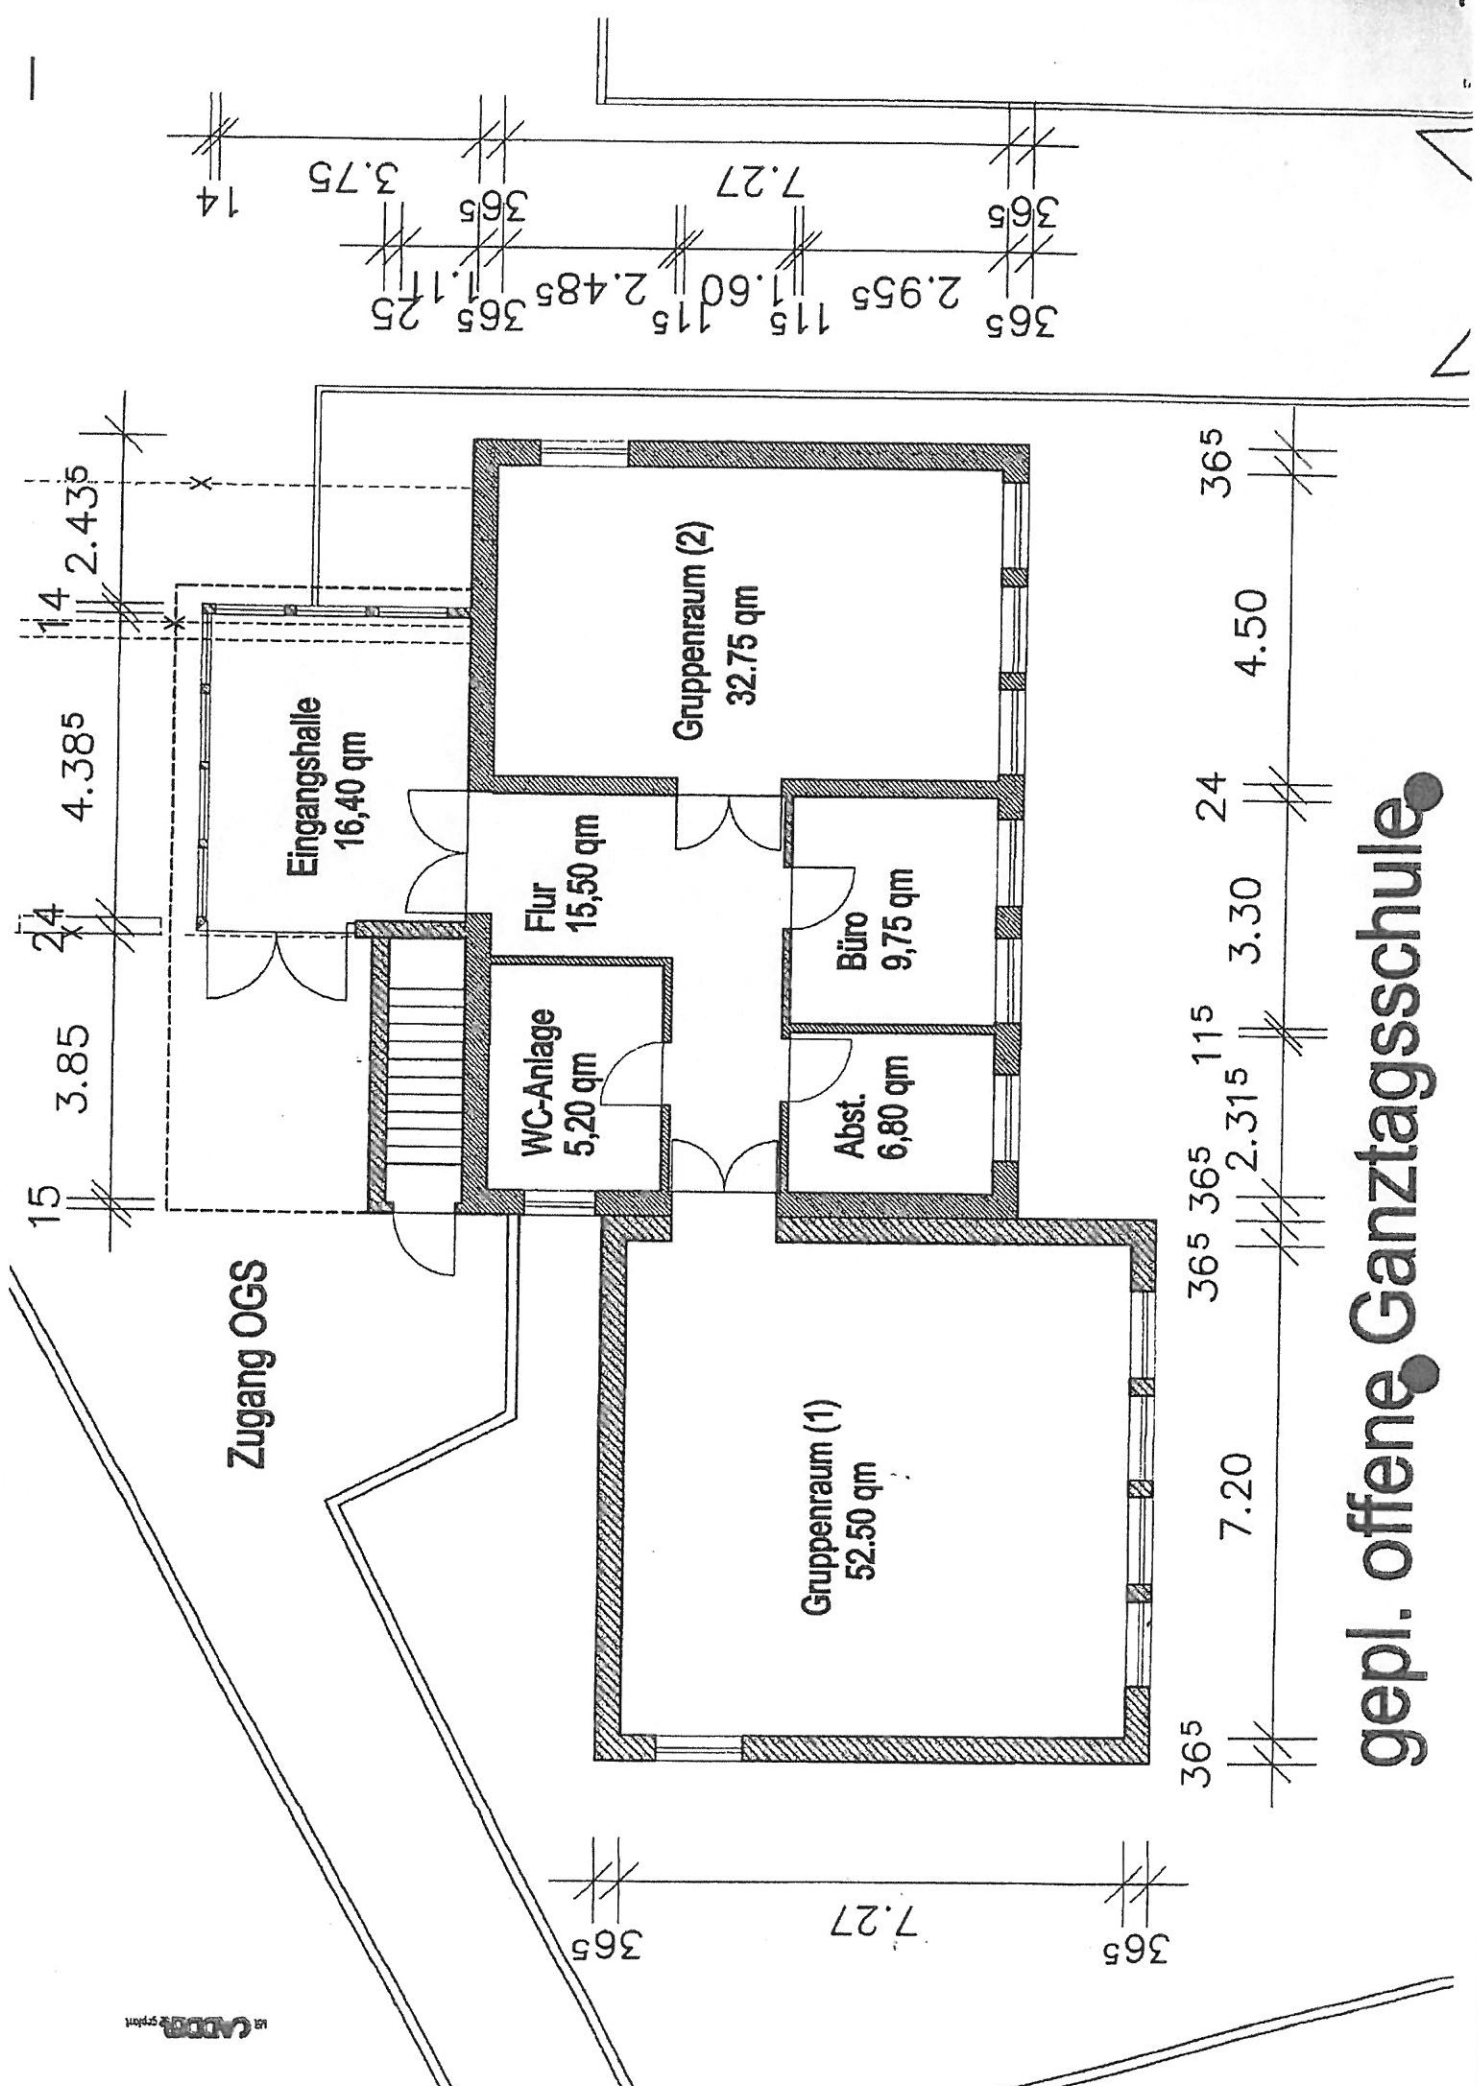 15
3.85
24
4.38⁵
14
2.43⁵
Zugang OGS
Eingangshalle
16,40 qm
Flur
15,50 qm
WC-Anlage
5,20 qm
Gruppenraum (2)
32.75 qm
Büro
9,75 qm
Abst.
6,80 qm
Gruppenraum (1)
52.50 qm
36⁵
7.20
36⁵
36⁵
2.31⁵
11⁵
3.30
24
4.50
36⁵
14
3.75
36⁵
7.27
36⁵
25
1.11
36⁵
2.48⁵
11⁵
1.60
11⁵
2.95⁵
36⁵
36⁵
7.27
36⁵
gepl. offene Ganztagsschule
Mit CADDER geplant